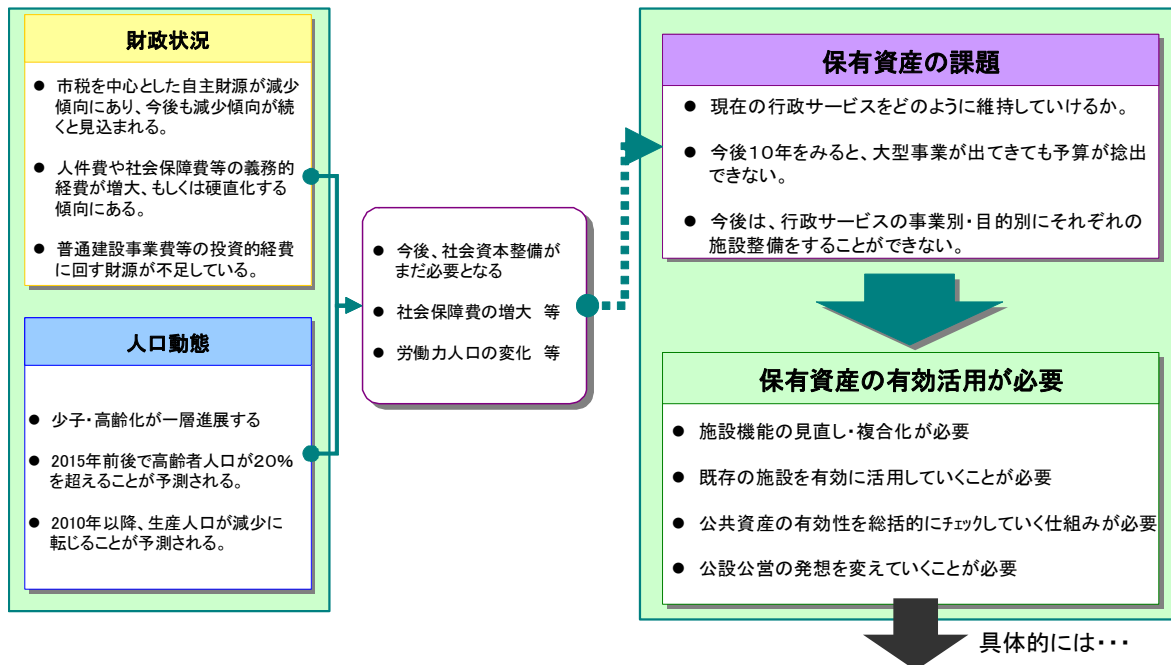 財政状況
● 市税を中心とした自主財源が減少
傾向にあり、今後も減少傾向が続
くと見込まれる。
● 人件費や社会保障費等の義務的
経費が増大、もしくは硬直化する
傾向にある。
● 普通建設事業費等の投資的経費
に回す財源が不足している。
人口動態
● 少子・高齢化が一層進展する
● 2015年前後で高齢者人口が20%
を超えることが予測される。
● 2010年以降、生産人口が減少に
転じることが予測される。
● 今後、社会資本整備が
まだ必要となる
● 社会保障費の増大 等
● 労働力人口の変化 等
保有資産の課題
● 現在の行政サービスをどのように維持していけるか。
● 今後10年をみると、大型事業が出てきても予算が捻出
できない。
● 今後は、行政サービスの事業別・目的別にそれぞれの
施設整備をすることができない。
保有資産の有効活用が必要
● 施設機能の見直し・複合化が必要
● 既存の施設を有効に活用していくことが必要
● 公共資産の有効性を総括的にﾁｪｯｸしていく仕組みが必要
● 公設公営の発想を変えていくことが必要
具体的には・・・